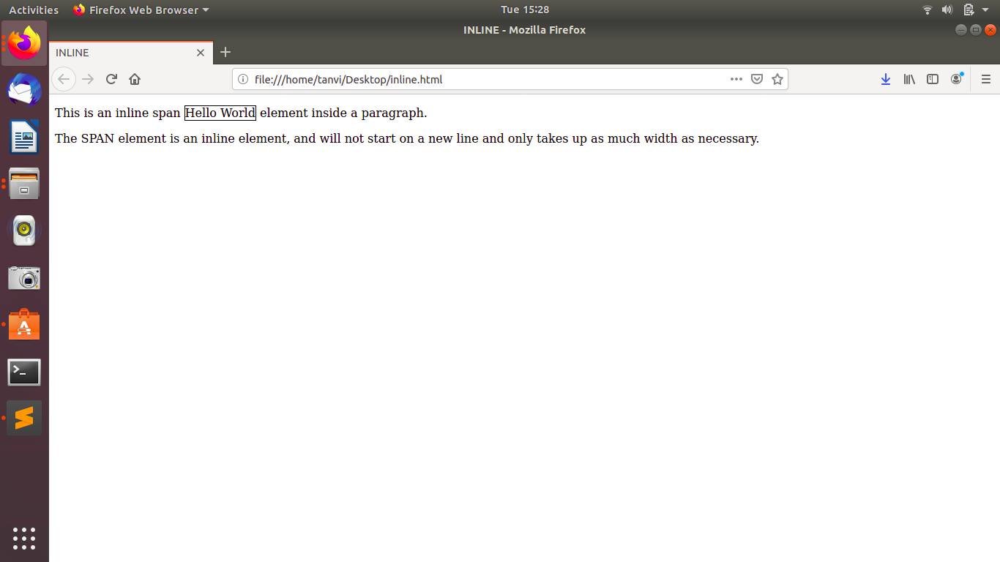 Activities Firefox Web Browser Tue 15:28
INLINE - Mozilla Firefox
INLINE
file:///home/tanvi/Desktop/inline.html
This is an inline span Hello World element inside a paragraph.
The SPAN element is an inline element, and will not start on a new line and only takes up as much width as necessary.